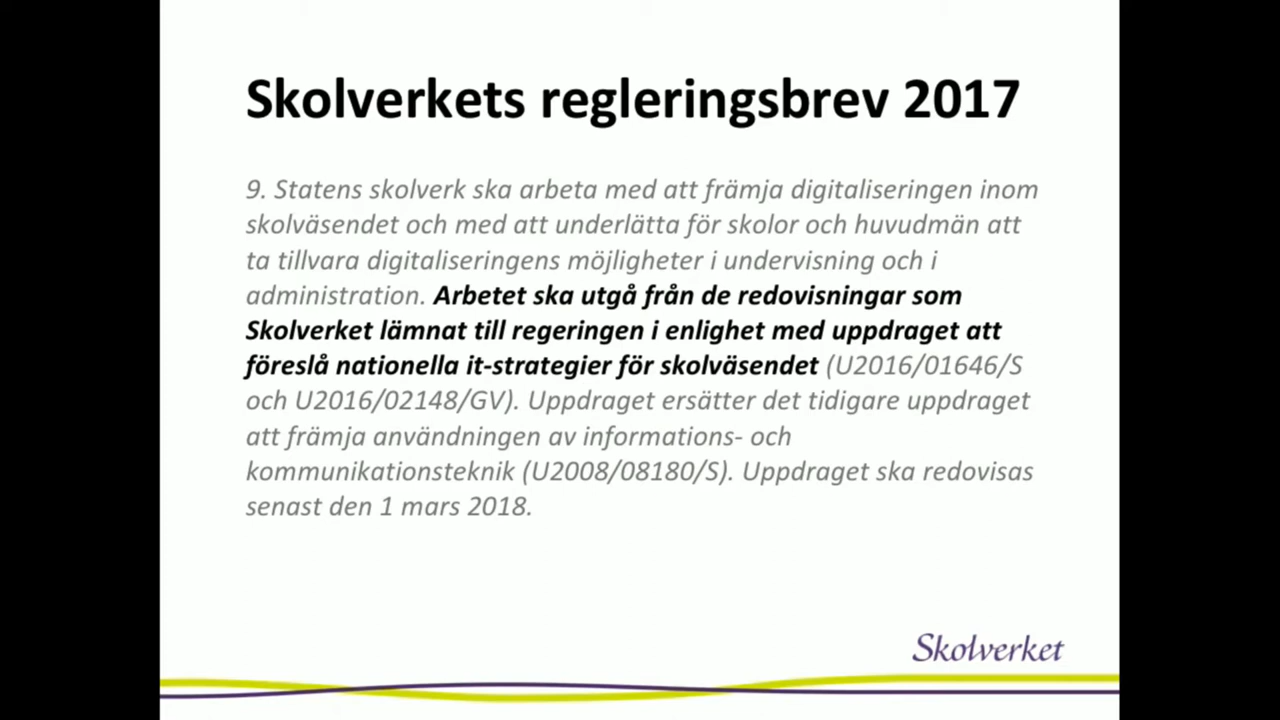 Skolverkets regleringsbrev 2017
9. Statens skolverk ska arbeta med att främja digitaliseringen inom
skolväsendet och med att underlätta för skolor och huvudmän att
ta tillvara digitaliseringens möjligheter i undervisning och i
administration. Arbetet ska utgå från de redovisningar som
Skolverket lämnat till regeringen i enlighet med uppdraget att
föreslå nationella it-strategier för skolväsendet (U2016/01646/S
och U2016/02148/GV). Uppdraget ersätter det tidigare uppdraget
att främja användningen av informations- och
kommunikationsteknik (U2008/08180/S). Uppdraget ska redovisas
senast den 1 mars 2018.
Skolverket